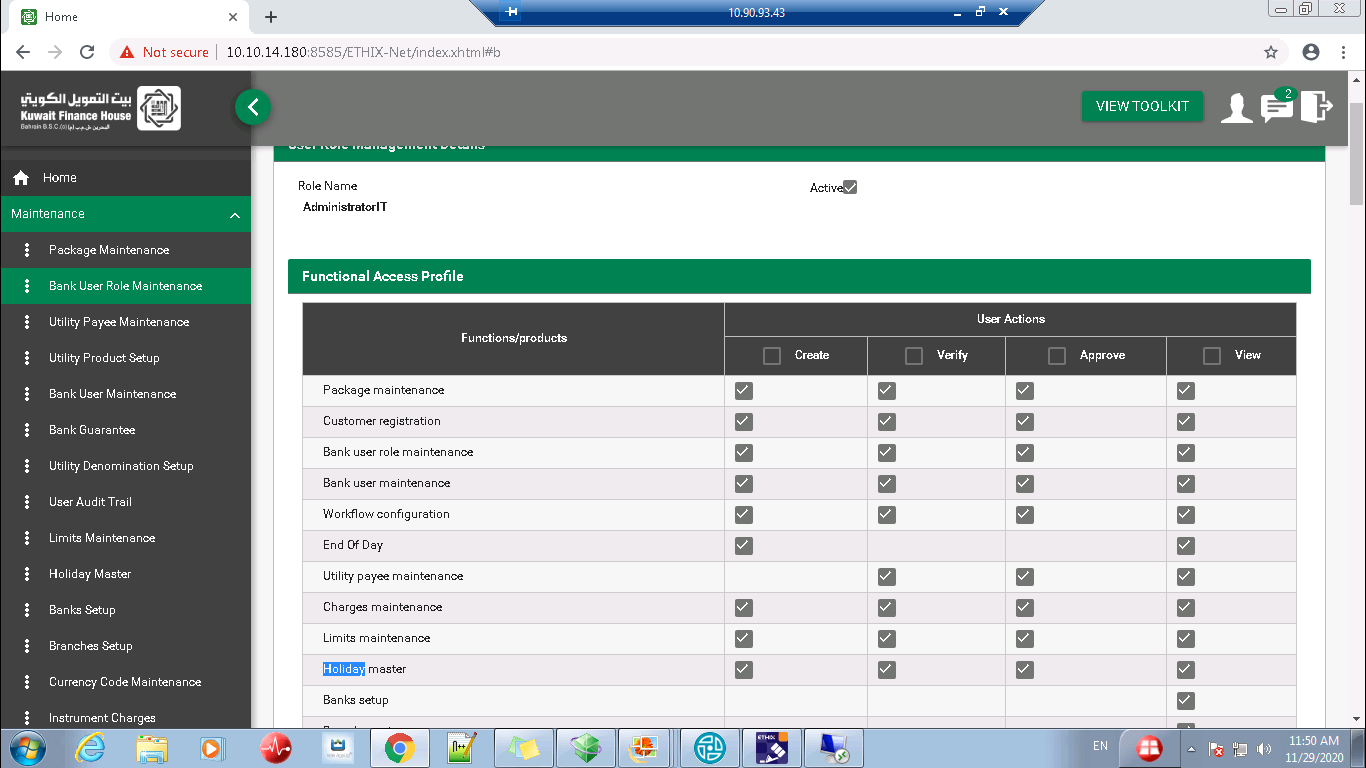 Home
10.90.93.43
Not secure
10.10.14.180:8585/ETHIX-Net/index.xhtml#b
بيت التمويل الكويتي
Kuwait Finance House
VIEW TOOLKIT
2
User Role Management Details
Home
Maintenance
Package Maintenance
Bank User Role Maintenance
Utility Payee Maintenance
Utility Product Setup
Bank User Maintenance
Bank Guarantee
Utility Denomination Setup
User Audit Trail
Limits Maintenance
Holiday Master
Banks Setup
Branches Setup
Currency Code Maintenance
Instrument Charges
Role Name
Active
AdministratorIT
Functional Access Profile
Functions/products
User Actions
Create Verify Approve View
Package maintenance
Customer registration
Bank user role maintenance
Bank user maintenance
Workflow configuration
End Of Day
Utility payee maintenance
Charges maintenance
Limits maintenance
Holiday master
Banks setup
ETHIX
EN
11:50 AM
11/29/2020